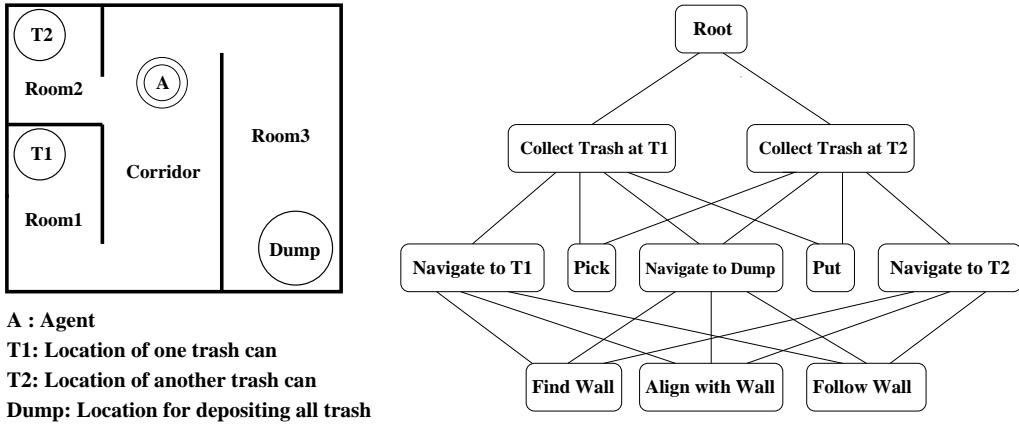 T2
Room2
A
T1
Room3
Corridor
Room1
Dump
A : Agent
T1: Location of one trash can
T2: Location of another trash can
Dump: Location for depositing all trash
Root
Collect Trash at T1
Collect Trash at T2
Navigate to T1
Pick
Navigate to Dump
Put
Navigate to T2
Find Wall
Align with Wall
Follow Wall